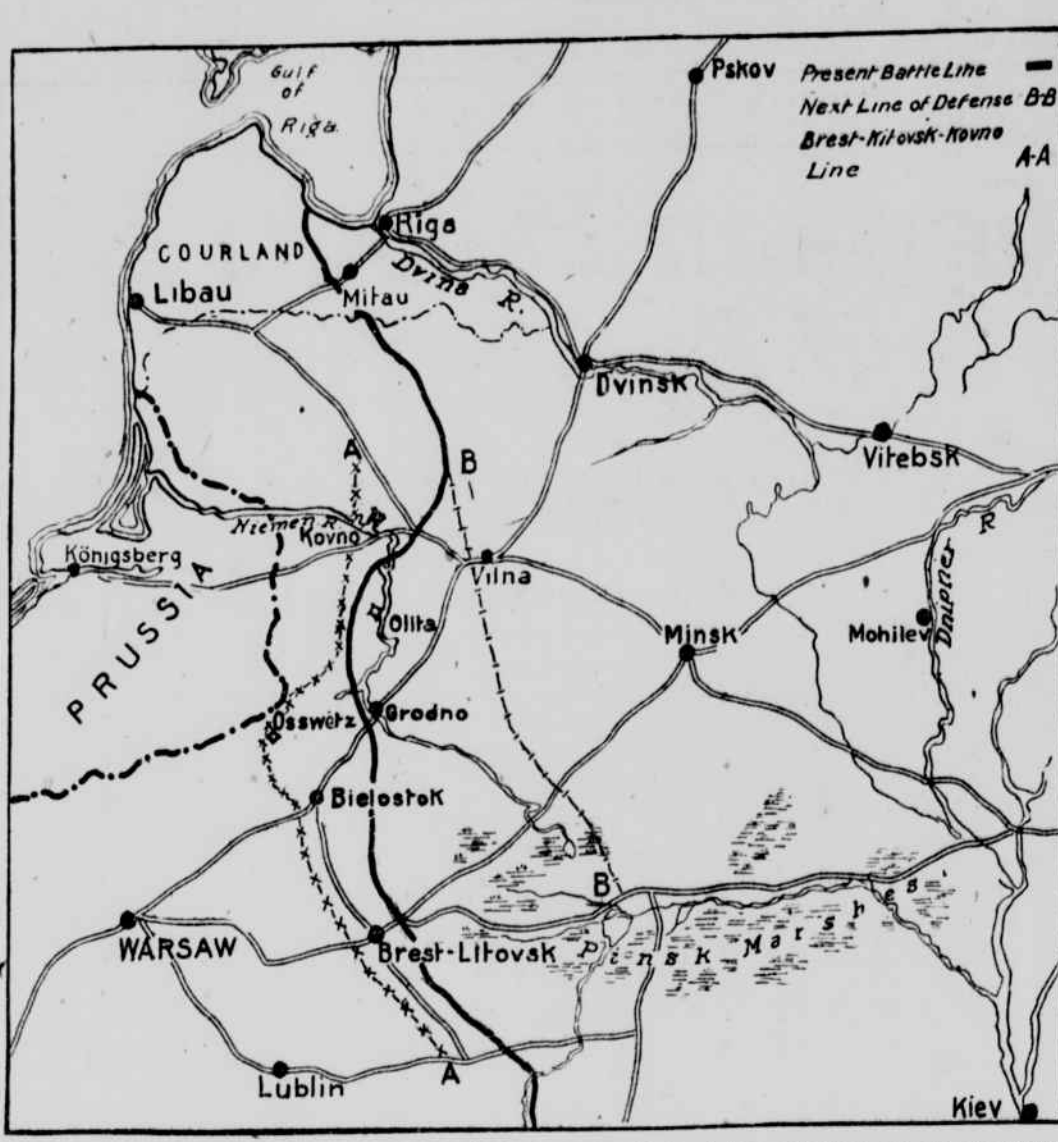 Gulf
of
Riga
Pskov
Present Battle Line
Next Line of Defense B-B
Brest-Kitovsk-Kovno
Line A-A
Riga
COURLAND
Dvina R.
Libau
Mitau
Dvinsk
Vitebsk
A
B
Niemen R.
Kovno
Königsberg
Vilna
PRUSSIA
Olita
Minsk
Mohilev
Dnipner R
Osswetz
Grodno
Bielostok
B
WARSAW
Brest-Litovsk
Pinsk Marshes
A
Lublin
Kiev